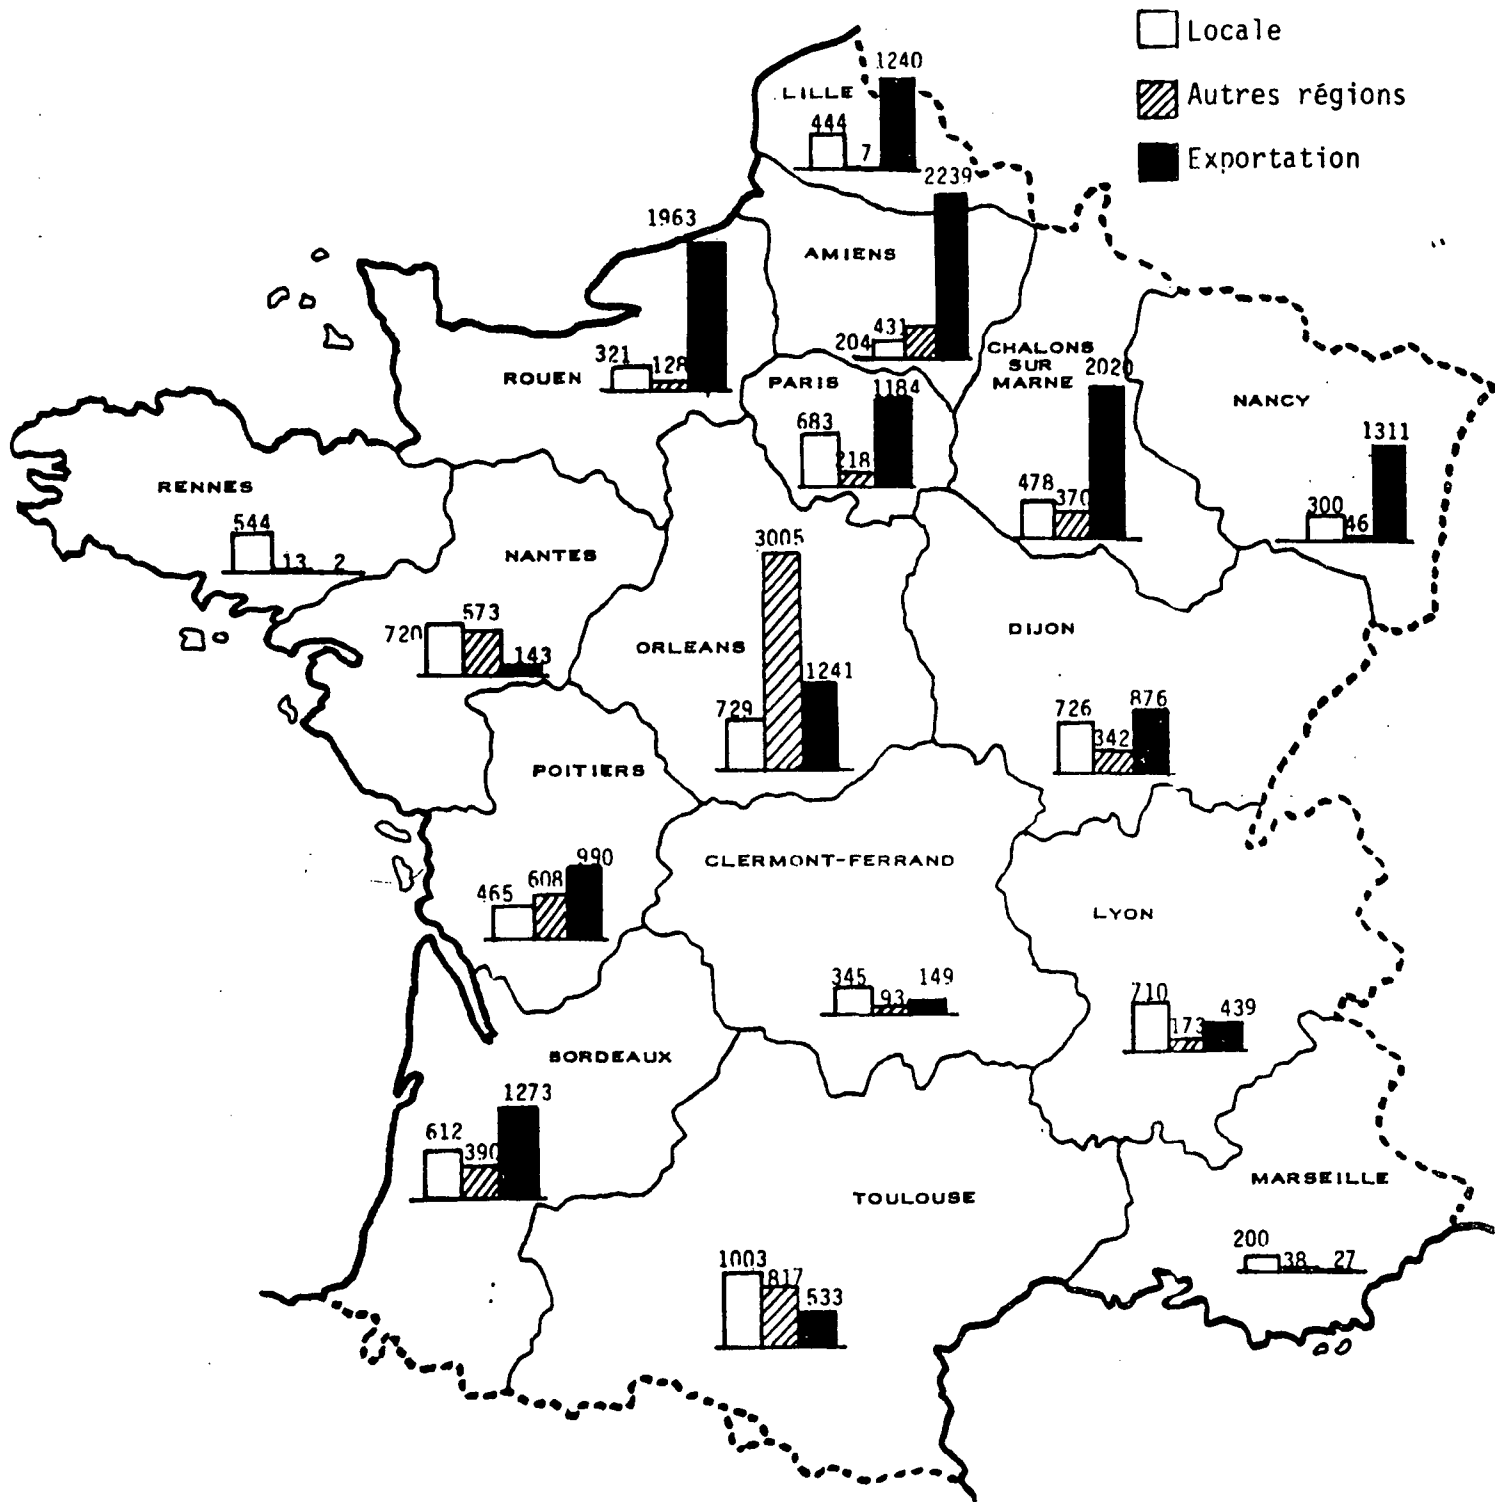 Locale
Autres régions
Exportation
LILLE
444 7 1240
AMIENS
204 431 2239
ROUEN
321 128 1963
PARIS
683 218 1184
CHALONS
SUR
MARNE
478 370 2020
NANCY
300 46 1311
RENNES
544 13 2
NANTES
720 573 143
ORLEANS
729 3005 1241
DIJON
726 342 876
POITIERS
465 608 990
CLERMONT-FERRAND
345 93 149
LYON
710 173 439
BORDEAUX
612 390 1273
TOULOUSE
1003 817 533
MARSEILLE
200 38 27